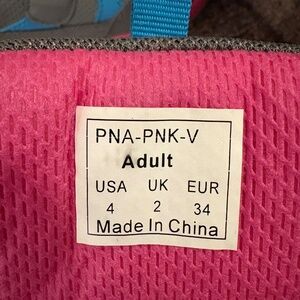 PNA-PNK-V
Adult
USA UK EUR
4 2 34
Made In China